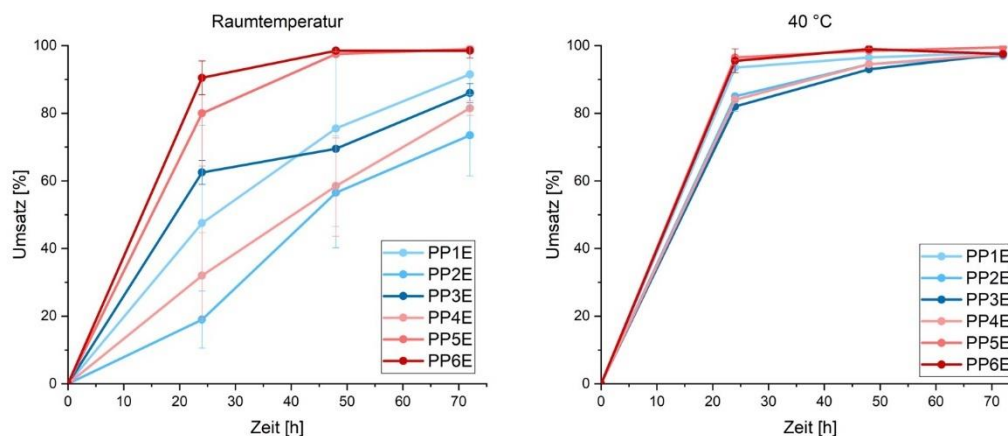 Raumtemperatur
100
80
60
40
20
0
Umsatz [%]
0 10 20 30 40 50 60 70
Zeit [h]
PP1E
PP2E
PP3E
PP4E
PP5E
PP6E
40 °C
100
80
60
40
20
0
Umsatz [%]
0 10 20 30 40 50 60 70
Zeit [h]
PP1E
PP2E
PP3E
PP4E
PP5E
PP6E